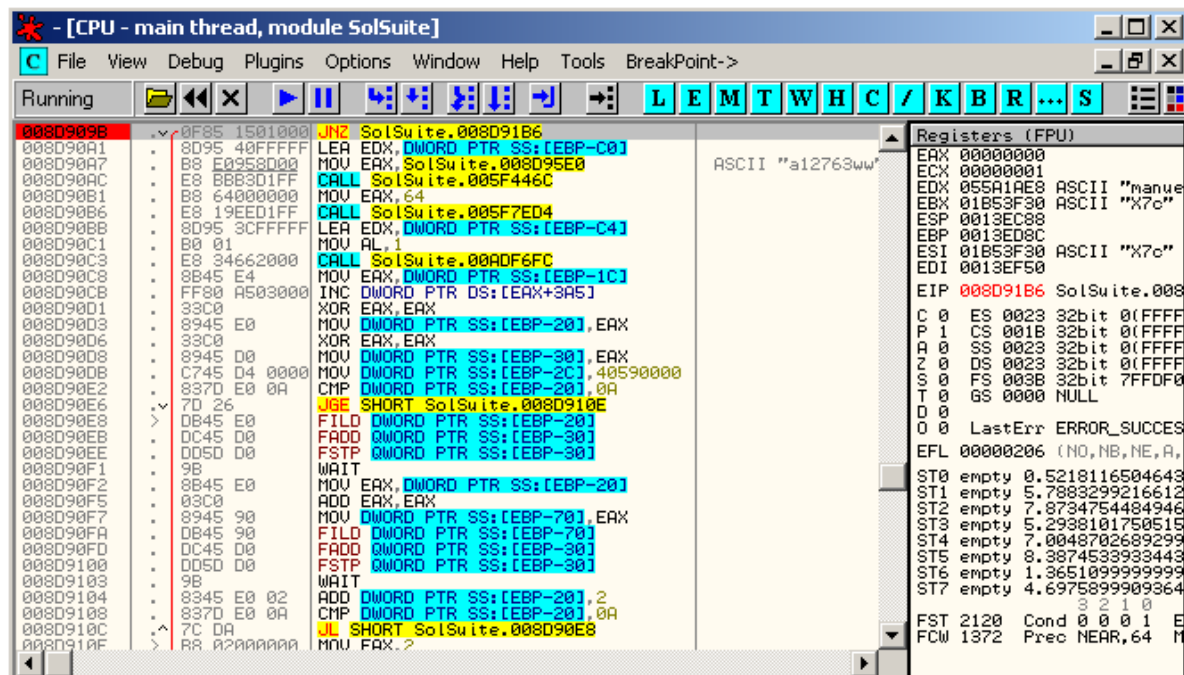 - [CPU - main thread, module SolSuite]
C File View Debug Plugins Options Window Help Tools BreakPoint->
Running L E M T W H C / K B R ... S
008D909B .v 0F85 1501000 JNZ SolSuite.008D91B6
008D90A1 . 8D95 40FFFFF LEA EDX,DWORD PTR SS:[EBP-C0]
008D90A7 . B8 E0958D00 MOV EAX,SolSuite.008D95E0 ASCII "a12763ww"
008D90AC . E8 BBB3D1FF CALL SolSuite.005F446C
008D90B1 . B8 64000000 MOV EAX,64
008D90B6 . E8 19EED1FF CALL SolSuite.005F7ED4
008D90BB . 8D95 3CFFFFF LEA EDX,DWORD PTR SS:[EBP-C4]
008D90C1 . B0 01 MOV AL,1
008D90C3 . E8 34662000 CALL SolSuite.00ADF6FC
008D90C8 . 8B45 E4 MOV EAX,DWORD PTR SS:[EBP-1C]
008D90CB . FF80 A503000 INC DWORD PTR DS:[EAX+3A5]
008D90D1 . 33C0 XOR EAX,EAX
008D90D3 . 8945 E0 MOV DWORD PTR SS:[EBP-20],EAX
008D90D6 . 33C0 XOR EAX,EAX
008D90D8 . 8945 D0 MOV DWORD PTR SS:[EBP-30],EAX
008D90DB . C745 D4 0000 MOV DWORD PTR SS:[EBP-2C],40590000
008D90E2 . 837D E0 0A CMP DWORD PTR SS:[EBP-20],0A
008D90E6 .v 7D 26 JGE SHORT SolSuite.008D910E
008D90E8 > DB45 E0 FILD DWORD PTR SS:[EBP-20]
008D90EB . DC45 D0 FADD QWORD PTR SS:[EBP-30]
008D90EE . DD5D D0 FSTP QWORD PTR SS:[EBP-30]
008D90F1 . 9B WAIT
008D90F2 . 8B45 E0 MOV EAX,DWORD PTR SS:[EBP-20]
008D90F5 . 03C0 ADD EAX,EAX
008D90F7 . 8945 90 MOV DWORD PTR SS:[EBP-70],EAX
008D90FA . DB45 90 FILD DWORD PTR SS:[EBP-70]
008D90FD . DC45 D0 FADD QWORD PTR SS:[EBP-30]
008D9100 . DD5D D0 FSTP QWORD PTR SS:[EBP-30]
008D9103 . 9B WAIT
008D9104 . 8345 E0 02 ADD DWORD PTR SS:[EBP-20],2
008D9108 . 837D E0 0A CMP DWORD PTR SS:[EBP-20],0A
008D910C .^ 7C DA JL SHORT SolSuite.008D90E8
008D910E > B8 02000000 MOV EAX,2
Registers (FPU)
EAX 00000000
ECX 00000001
EDX 055A1AE8 ASCII "manue
EBX 01B53F30 ASCII "X7c"
ESP 0013EC88
EBP 0013ED8C
ESI 01B53F30 ASCII "X7c"
EDI 0013EF50
EIP 008D91B6 SolSuite.008
C 0 ES 0023 32bit 0(FFFF
P 1 CS 001B 32bit 0(FFFF
A 0 SS 0023 32bit 0(FFFF
Z 0 DS 0023 32bit 0(FFFF
S 0 FS 003B 32bit 7FFDF0
T 0 GS 0000 NULL
D 0
O 0 LastErr ERROR_SUCCES
EFL 00000206 (NO,NB,NE,A,
ST0 empty 0.5218116504643
ST1 empty 5.7883299216612
ST2 empty 7.8734754484946
ST3 empty 5.2938101750515
ST4 empty 7.0048702689299
ST5 empty 8.3874533933443
ST6 empty 1.3651099999999
ST7 empty 4.6975899909364
3 2 1 0
FST 2120 Cond 0 0 0 1 E
FCW 1372 Prec NEAR,64 M